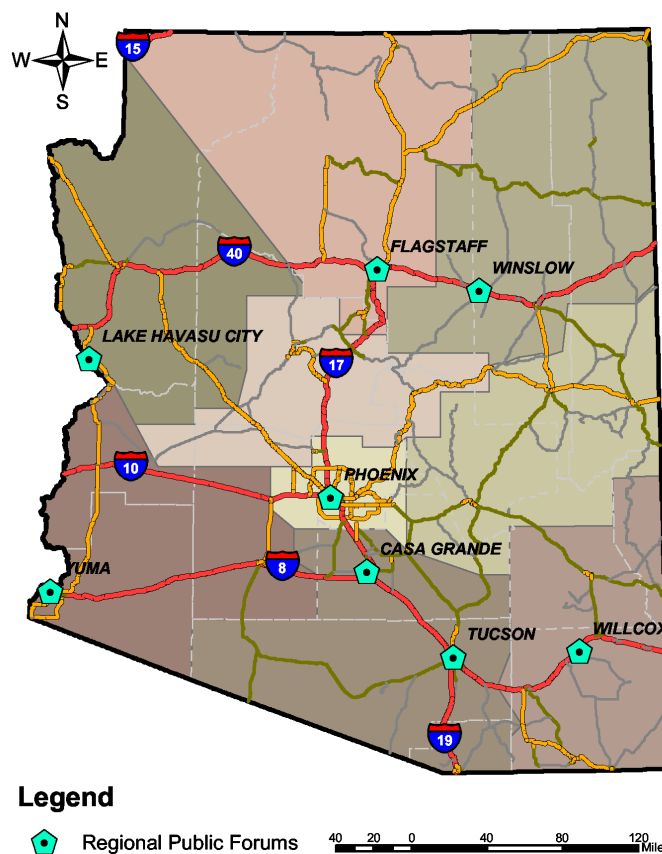 N
15
W E
S
40
FLAGSTAFF
WINSLOW
LAKE HAVASU CITY
17
10
PHOENIX
CASA GRANDE
8
YUMA
TUCSON
WILLCOX
19
Legend
Regional Public Forums
40 20 0 40 80 120
Mile